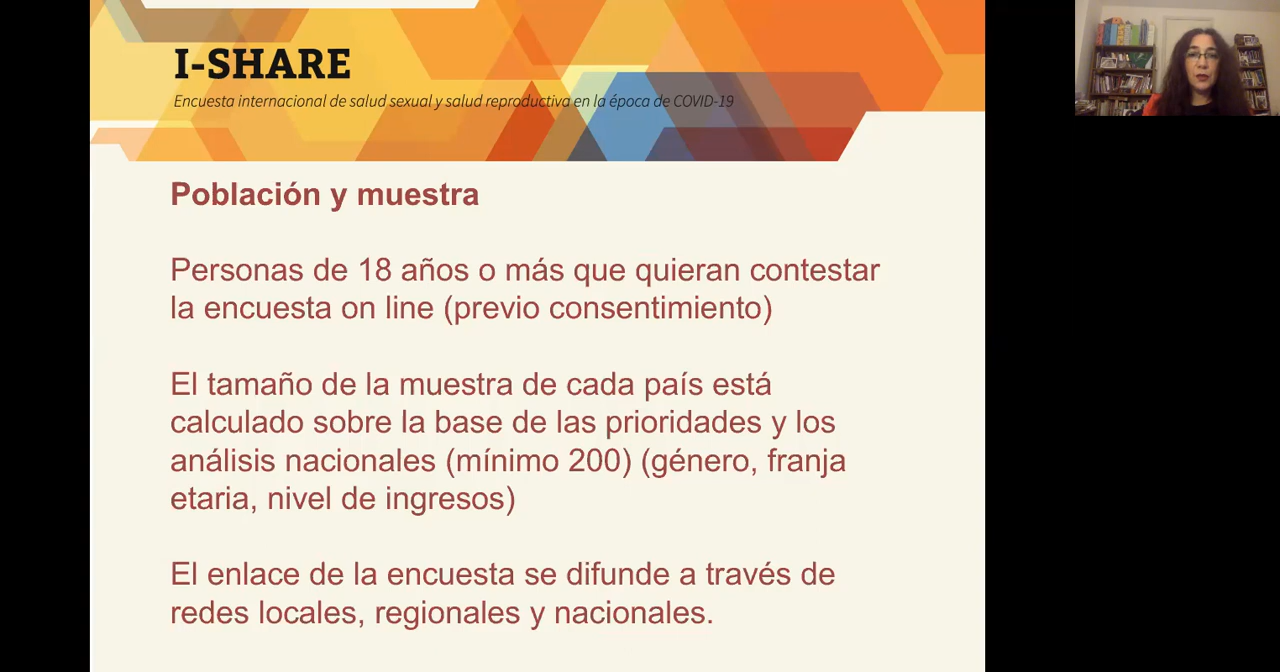 I-SHARE
Encuesta internacional de salud sexual y salud reproductiva en la época de COVID-19
Población y muestra
Personas de 18 años o más que quieran contestar
la encuesta on line (previo consentimiento)
El tamaño de la muestra de cada país está
calculado sobre la base de las prioridades y los
análisis nacionales (mínimo 200) (género, franja
etaria, nivel de ingresos)
El enlace de la encuesta se difunde a través de
redes locales, regionales y nacionales.